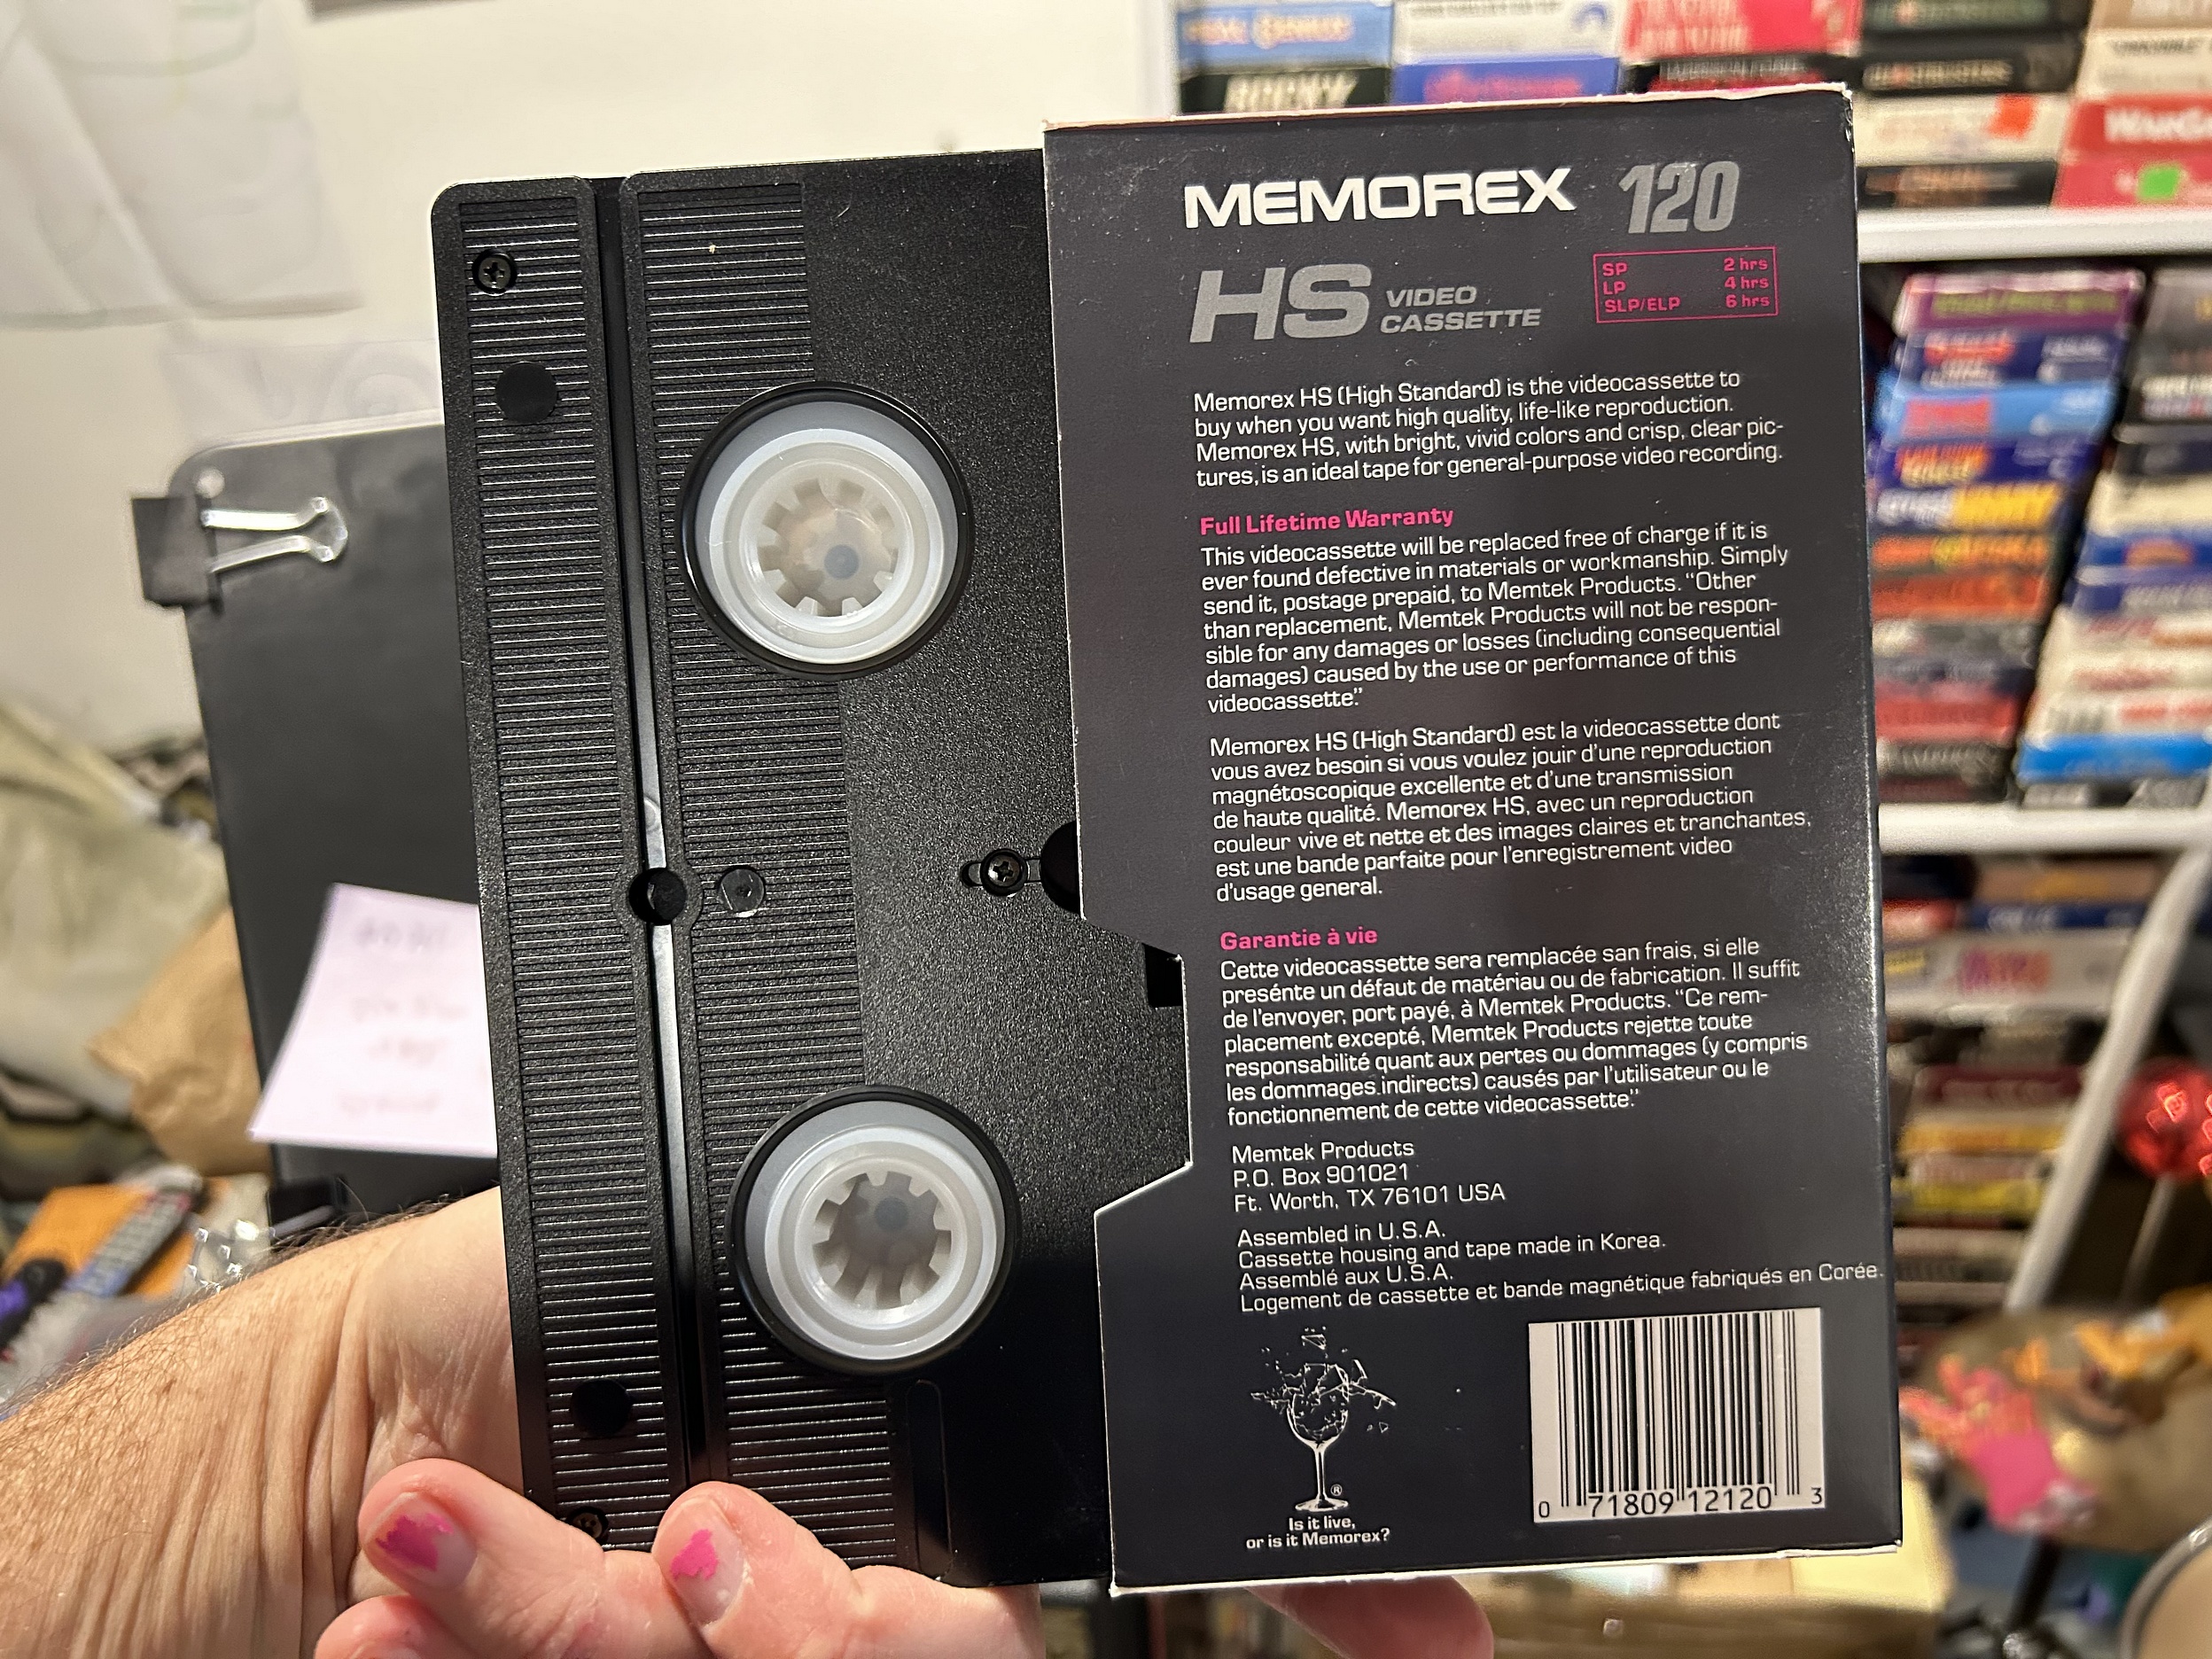 ROCKY
MEMOREX 120
HS VIDEO
CASSETTE
SP 2 hrs
LP 4 hrs
SLP/ELP 6 hrs
Memorex HS (High Standard) is the videocassette to
buy when you want high quality, life-like reproduction.
Memorex HS, with bright, vivid colors and crisp, clear pic-
tures, is an ideal tape for general-purpose video recording.
Full Lifetime Warranty
This videocassette will be replaced free of charge if it is
ever found defective in materials or workmanship. Simply
send it, postage prepaid, to Memtek Products. “Other
than replacement, Memtek Products will not be respon-
sible for any damages or losses (including consequential
damages) caused by the use or performance of this
videocassette.”
Memorex HS (High Standard) est la videocassette dont
vous avez besoin si vous voulez jouir d'une reproduction
magnétoscopique excellente et d'une transmission
de haute qualité. Memorex HS, avec un reproduction
couleur vive et nette et des images claires et tranchantes,
est une bande parfaite pour l'enregistrement video
d'usage general.
Garantie à vie
Cette videocassette sera remplacée san frais, si elle
presénte un défaut de matériau ou de fabrication. Il suffit
de l'envoyer, port payé, à Memtek Products. “Ce rem-
placement excepté, Memtek Products rejette toute
responsabilité quant aux pertes ou dommages (y compris
les dommages indirects) causés par l'utilisateur ou le
fonctionnement de cette videocassette.”
Memtek Products
P.O. Box 901021
Ft. Worth, TX 76101 USA
Assembled in U.S.A.
Cassette housing and tape made in Korea.
Assemblé aux U.S.A.
Logement de cassette et bande magnétique fabriqués en Corée.
®
Is it live,
or is it Memorex?
0 71809 12120 3